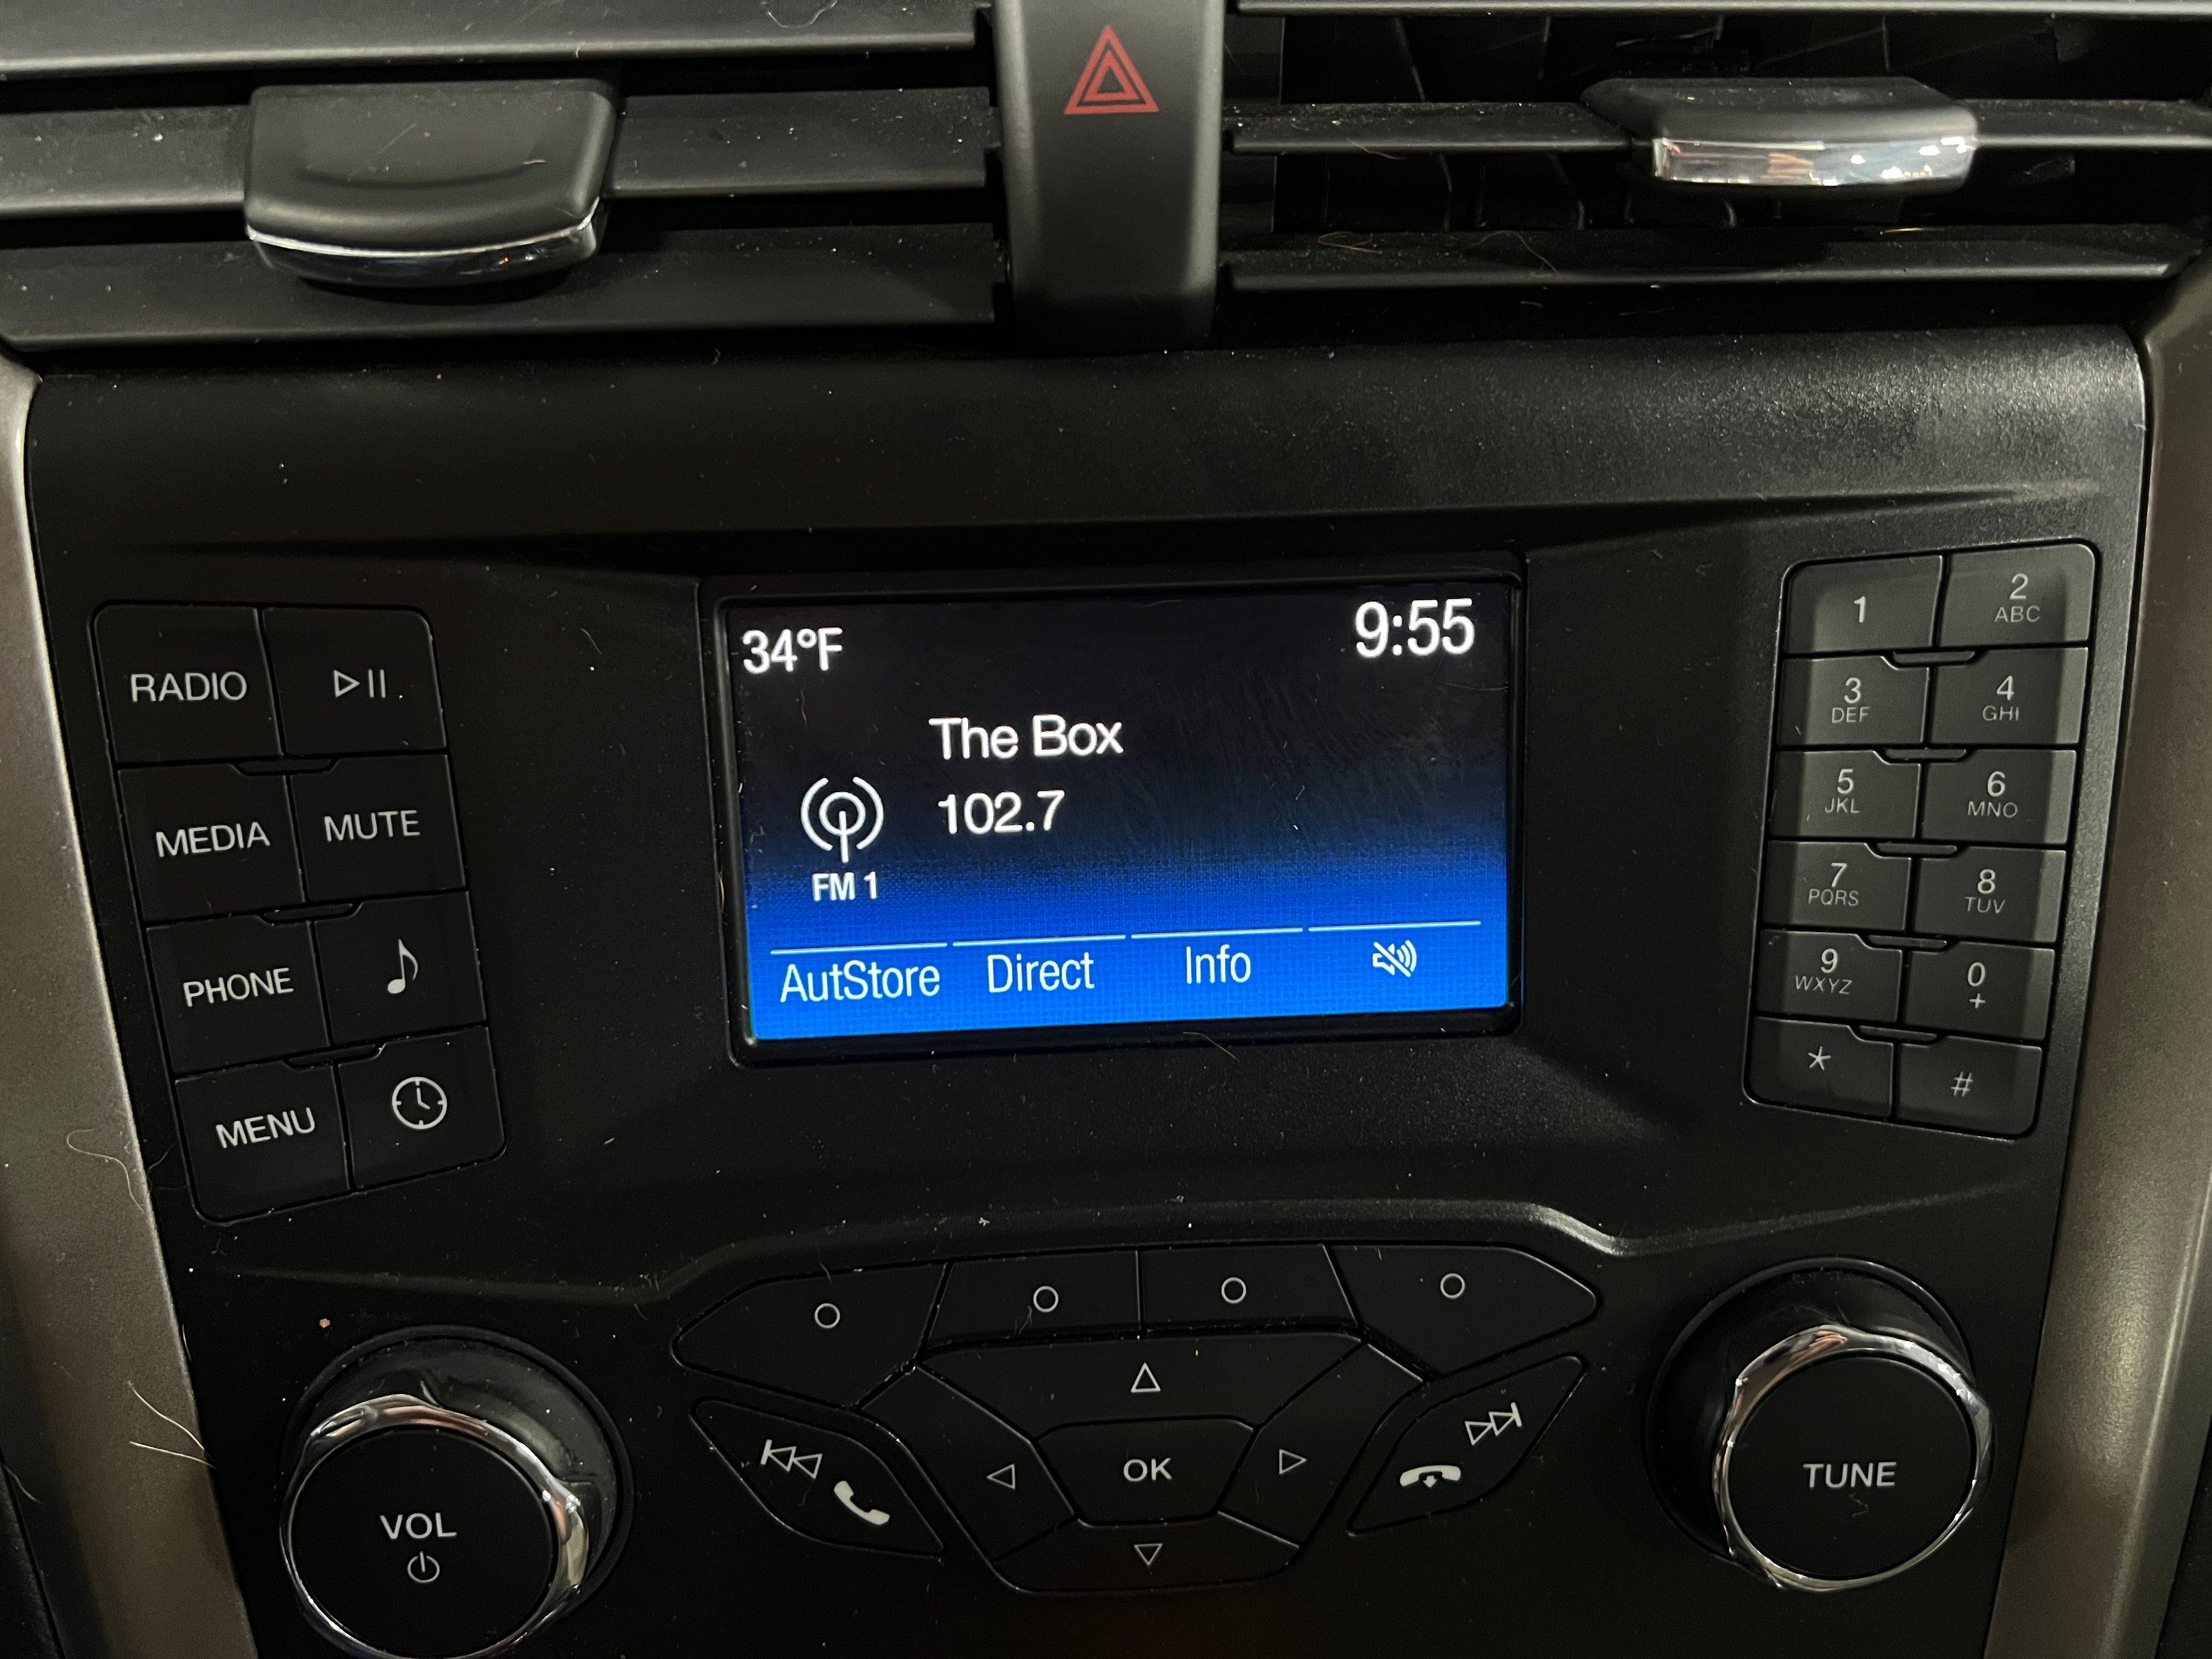 34°F
9:55
The Box
102.7
FM 1
AutStore Direct Info
RADIO
MEDIA MUTE
PHONE
MENU
1 2 ABC
3 DEF 4 GHI
5 JKL 6 MNO
7 PQRS 8 TUV
9 WXYZ 0 +
* #
VOL
OK
TUNE